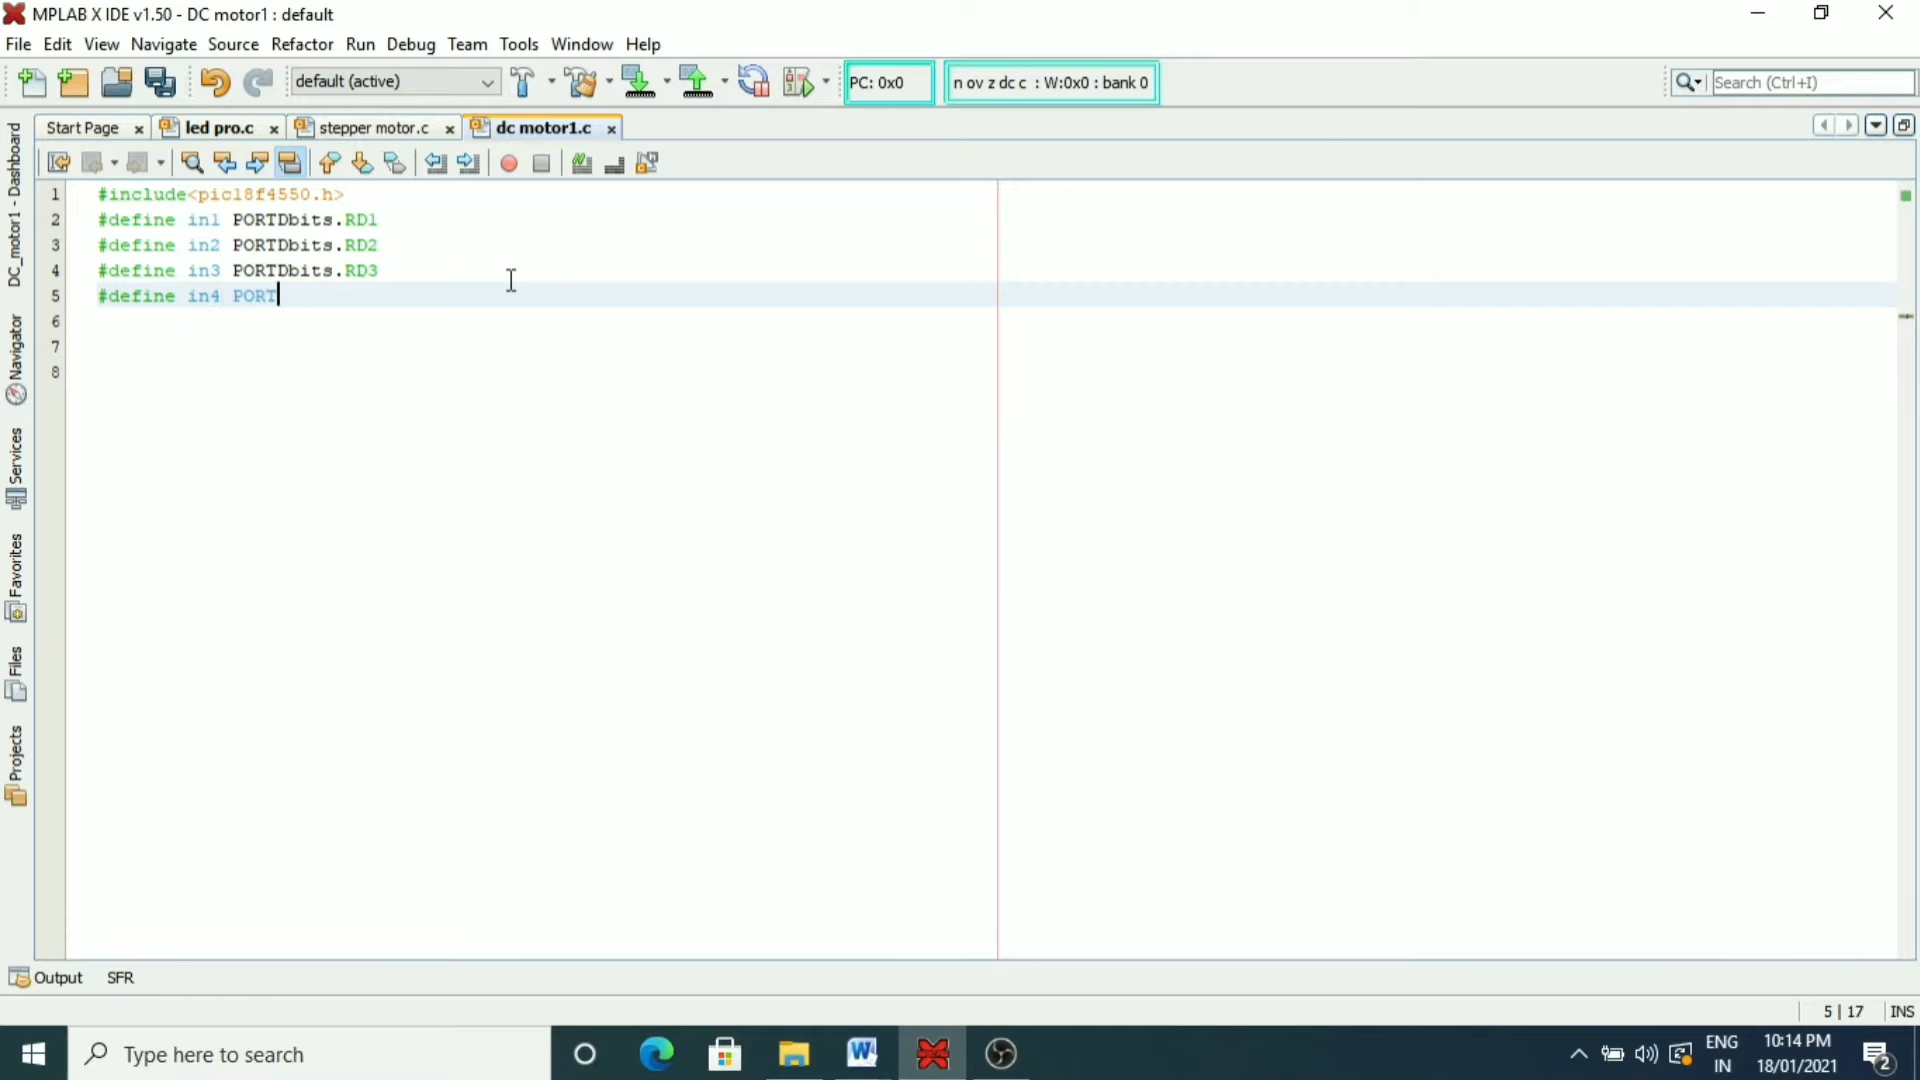 MPLAB X IDE v1.50 - DC motor1 : default
File Edit View Navigate Source Refactor Run Debug Team Tools Window Help
default (active)
PC: 0x0
n ov z dc c : W:0x0 : bank 0
Search (Ctrl+I)
Start Page
led pro.c
stepper motor.c
dc motor1.c
1 #include<pic18f4550.h>
2 #define in1 PORTDbits.RD1
3 #define in2 PORTDbits.RD2
4 #define in3 PORTDbits.RD3
5 #define in4 PORT
6
7
8
DC_motor1 - Dashboard
Navigator
Services
Favorites
Files
Projects
Output SFR
5 | 17 INS
Type here to search
ENG
IN
10:14 PM
18/01/2021
2